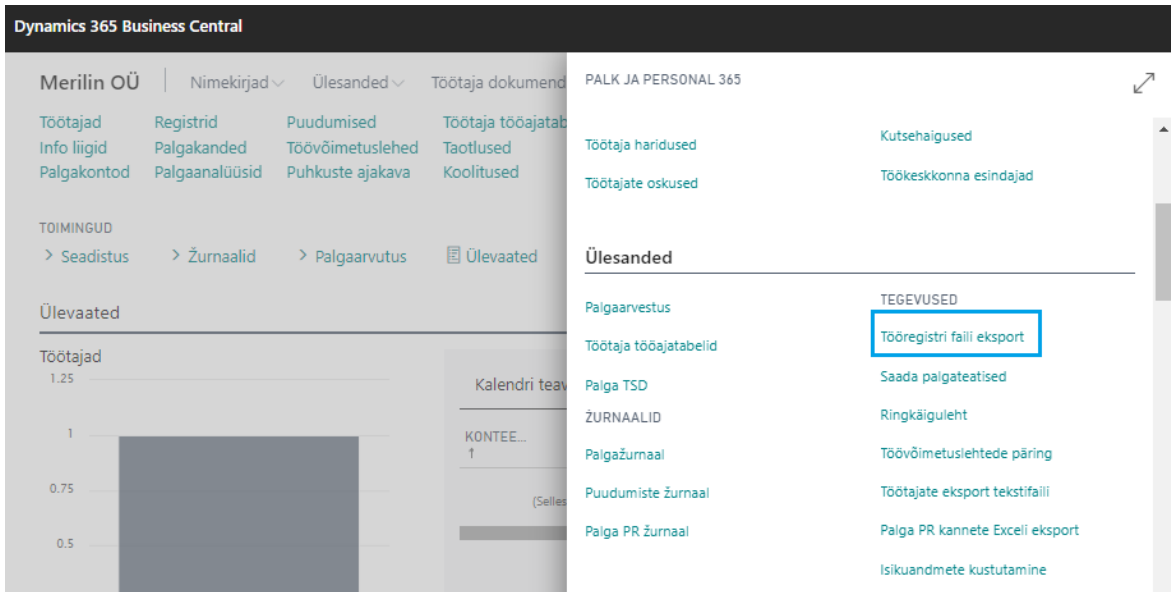 Dynamics 365 Business Central
Merilin OÜ Nimekirjad Ülesanded Töötaja dokumend
Töötajad Registrid Puudumised Töötaja tööajatab
Info liigid Palgakanded Töövõimetuslehed Taotlused
Palgakontod Palgaanalüüsid Puhkuste ajakava Koolitused
TOIMINGUD
> Seadistus > Žurnaalid > Palgaarvutus Ülevaated
Ülevaated
Töötajad
1.25
1
0.75
0.5
Kalendri teav
KONTEE...
↑
(Selles
PALK JA PERSONAL 365
Töötaja haridused
Töötajate oskused
Kutsehaigused
Töökeskkonna esindajad
Ülesanded
Palgaarvestus
Töötaja tööajatabelid
Palga TSD
ŽURNAALID
Palgažurnaal
Puudumiste žurnaal
Palga PR žurnaal
TEGEVUSED
Tööregistri faili eksport
Saada palgateatised
Ringkäiguleht
Töövõimetuslehtede päring
Töötajate eksport tekstifaili
Palga PR kannete Exceli eksport
Isikuandmete kustutamine